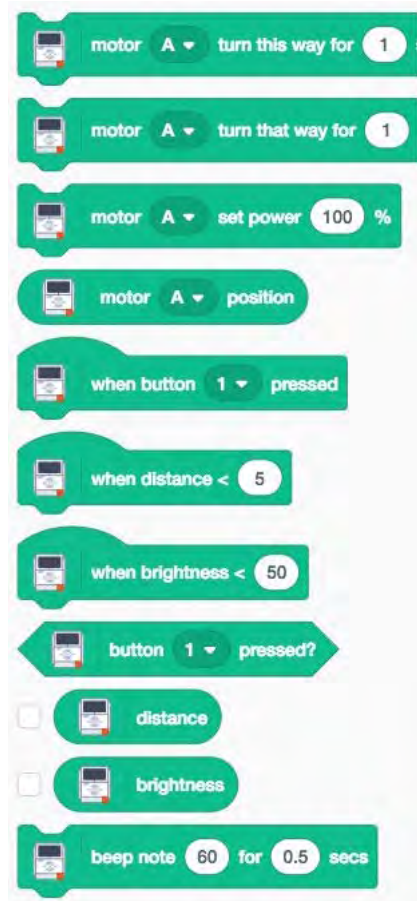 motor A turn this way for 1
motor A turn that way for 1
motor A set power 100 %
motor A position
when button 1 pressed
when distance < 5
when brightness < 50
button 1 pressed?
distance
brightness
beep note 60 for 0.5 secs